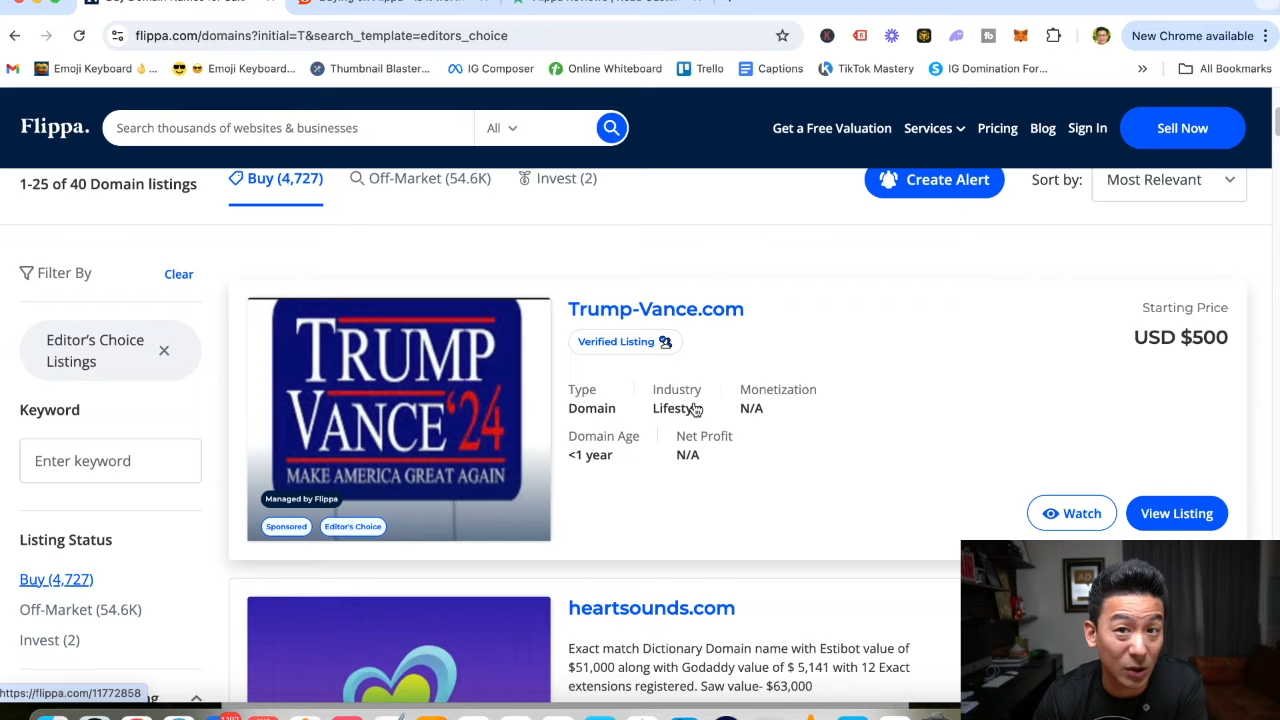 flippa.com/domains?initial=T&search_template=editors_choice
New Chrome available
Emoji Keyboard 👌 ...
Emoji Keyboard...
Thumbnail Blaster...
IG Composer
Online Whiteboard
Trello
Captions
TikTok Mastery
IG Domination For...
All Bookmarks
Flippa.
Search thousands of websites & businesses
All
Get a Free Valuation
Services
Pricing
Blog
Sign In
Sell Now
1-25 of 40 Domain listings
Buy (4,727)
Off-Market (54.6K)
Invest (2)
Create Alert
Sort by:
Most Relevant
Filter By
Clear
Editor's Choice
Listings
Keyword
Enter keyword
Listing Status
Buy (4,727)
Off-Market (54.6K)
Invest (2)
https://flippa.com/11772858
TRUMP
VANCE '24
MAKE AMERICA GREAT AGAIN
Managed by Flippa
Sponsored
Editor's Choice
Trump-Vance.com
Verified Listing
Starting Price
USD $500
Type
Industry
Monetization
Domain
N/A
Domain Age
Net Profit
<1 year
N/A
Watch
View Listing
heartsounds.com
Exact match Dictionary Domain name with Estibot value of
$51,000 along with Godaddy value of $ 5,141 with 12 Exact
extensions registered. Saw value- $63,000